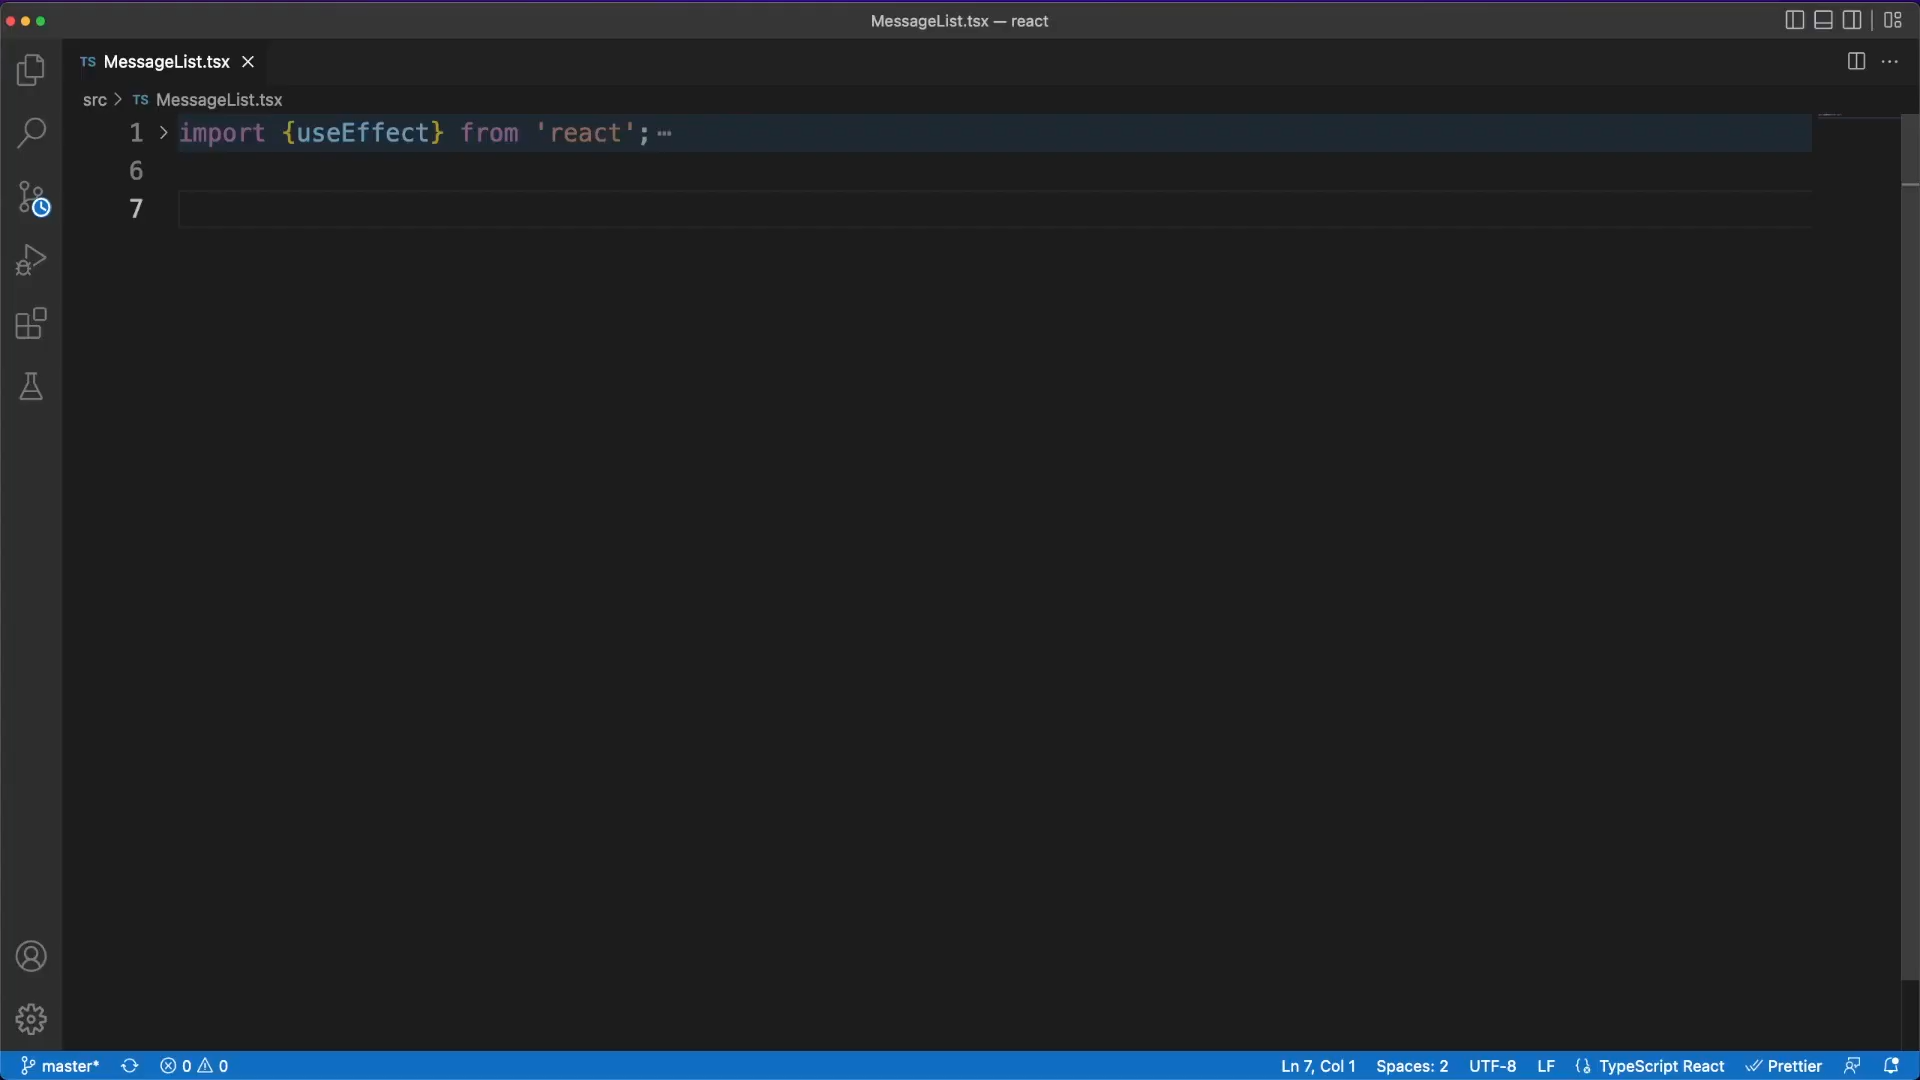 MessageList.tsx — react
TS MessageList.tsx
src > TS MessageList.tsx
1 import {useEffect} from 'react';
6
7
master* 0 0 Ln 7, Col 1 Spaces: 2 UTF-8 LF TypeScript React Prettier